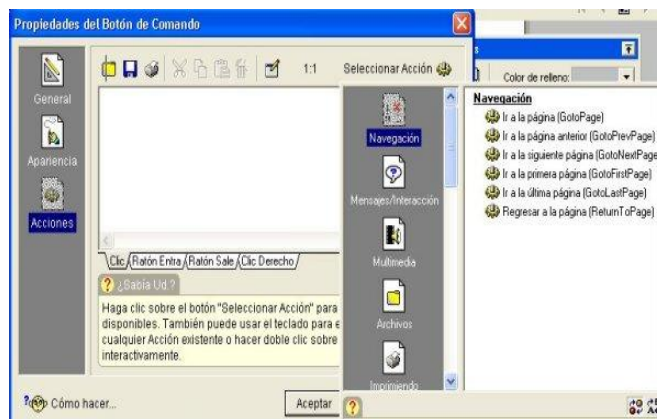 Propiedades del Botón de Comando
General
Apariencia
Acciones
1:1
Seleccionar Acción
Clic
Ratón Entra
Ratón Sale
Clic Derecho
¿Sabía Ud.?
Haga clic sobre el botón "Seleccionar Acción" para
disponibles. También puede usar el teclado para e
cualquier Acción existente o hacer doble clic sobre
interactivamente.
Cómo hacer...
Aceptar
Navegación
Mensajes/Interacción
Multimedia
Archivos
Imprimiendo
s
Color de relleno:
Navegación
Ir a la página (GotoPage)
Ir a la página anterior (GotoPrevPage)
Ir a la siguiente página (GotoNextPage)
Ir a la primera página (GotoFirstPage)
Ir a la última página (GotoLastPage)
Regresar a la página (ReturnToPage)